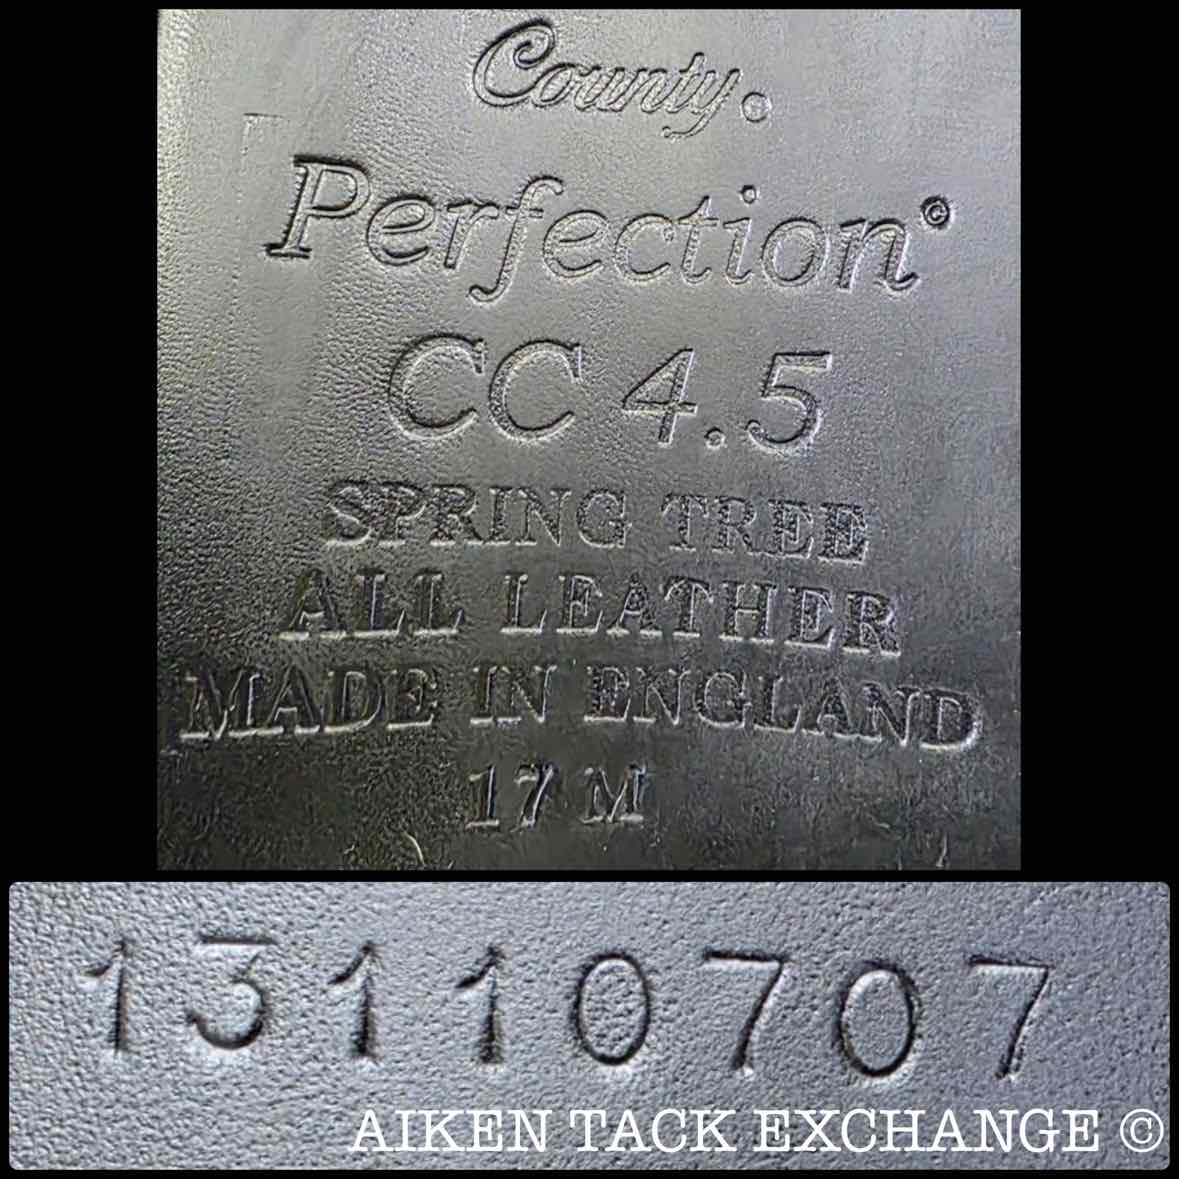 County.
Perfection©
CC 4.5
SPRING TREE
ALL LEATHER
MADE IN ENGLAND
17 M
13110707
AIKEN TACK EXCHANGE ©